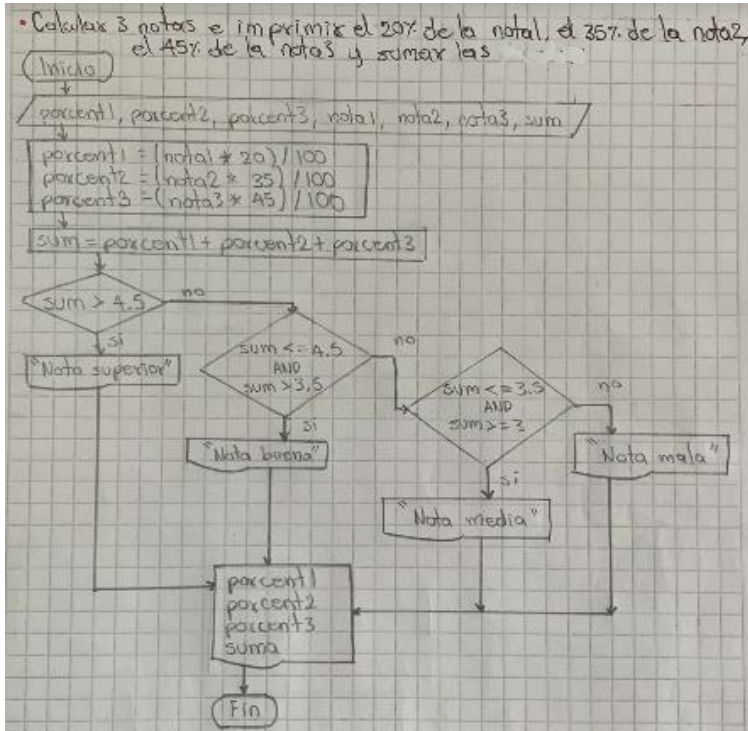 • Calcular 3 notas e imprimir el 20% de la nota1, el 35% de la nota2,
el 45% de la nota3 y sumar las
Inicio
porcent1, porcent2, porcent3, nota1, nota2, nota3, sum
porcent1 = (nota1 * 20) / 100
porcent2 = (nota2 * 35) / 100
porcent3 = (nota3 * 45) / 100
sum = porcent1 + porcent2 + porcent3
sum > 4.5
no
si
"Nota superior"
sum <= 4.5
AND
sum > 3.5
no
si
"Nota buena"
sum <= 3.5
AND
sum >= 3
no
si
"Nota mala"
"Nota media"
porcent1
porcent2
porcent3
suma
Fin